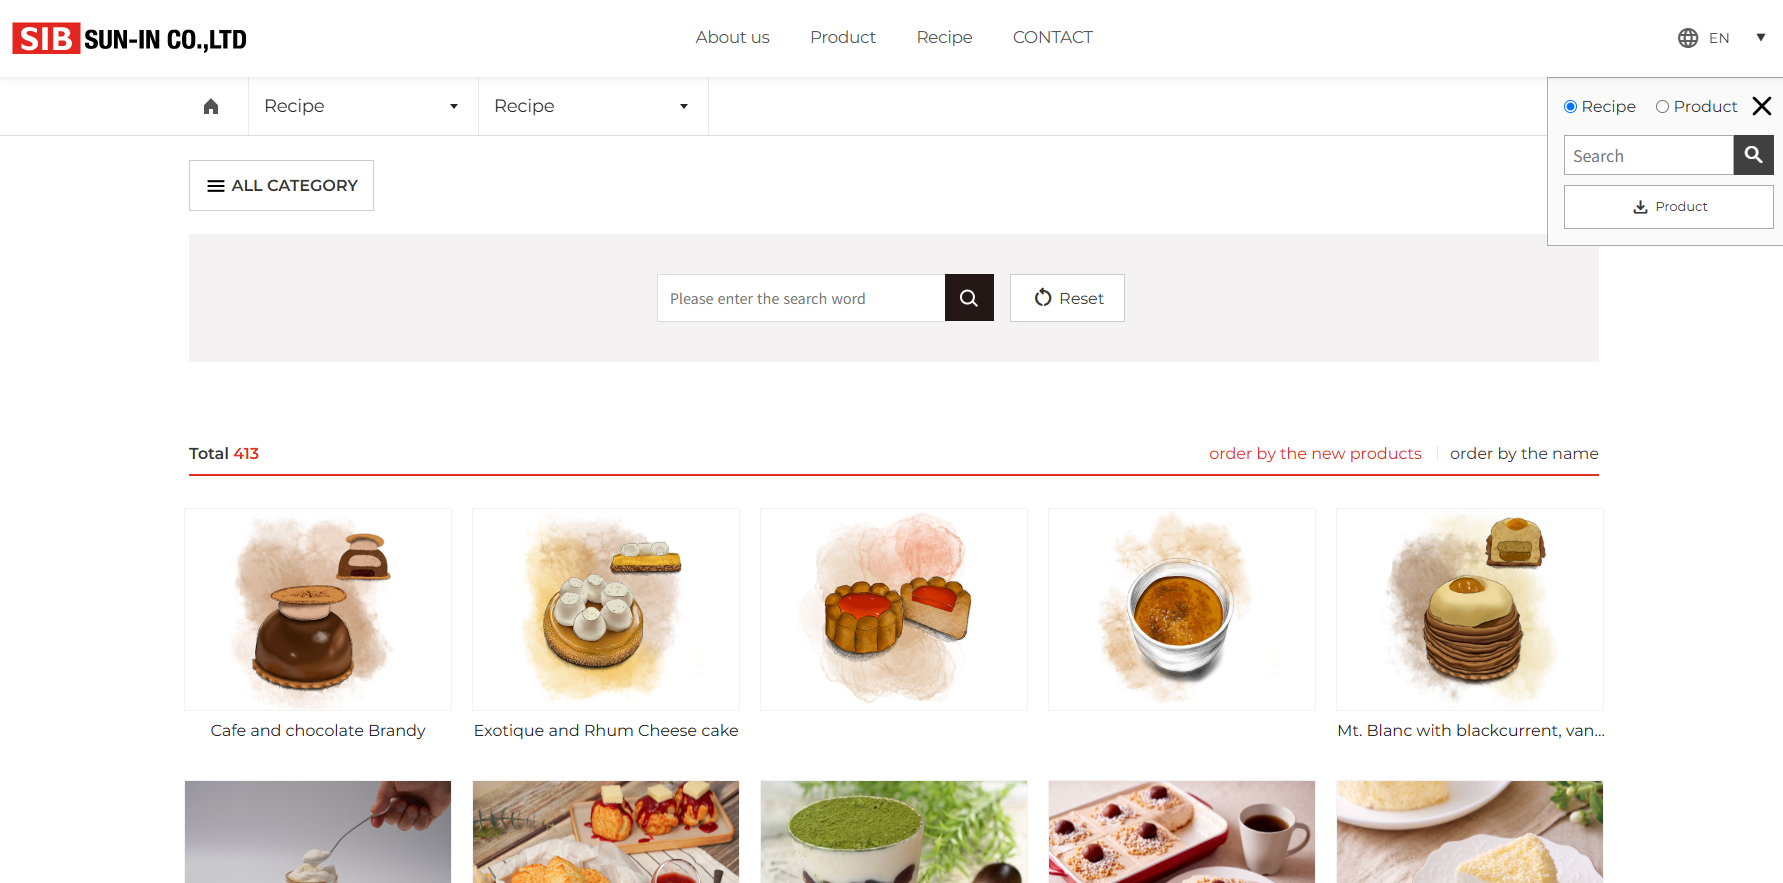 SIB SUN-IN CO.,LTD
About us
Product
Recipe
CONTACT
EN
Recipe
Recipe
Recipe
Product
Search
Product
ALL CATEGORY
Please enter the search word
Reset
Total 413
order by the new products
order by the name
Cafe and chocolate Brandy
Exotique and Rhum Cheese cake
Mt. Blanc with blackcurrent, van...